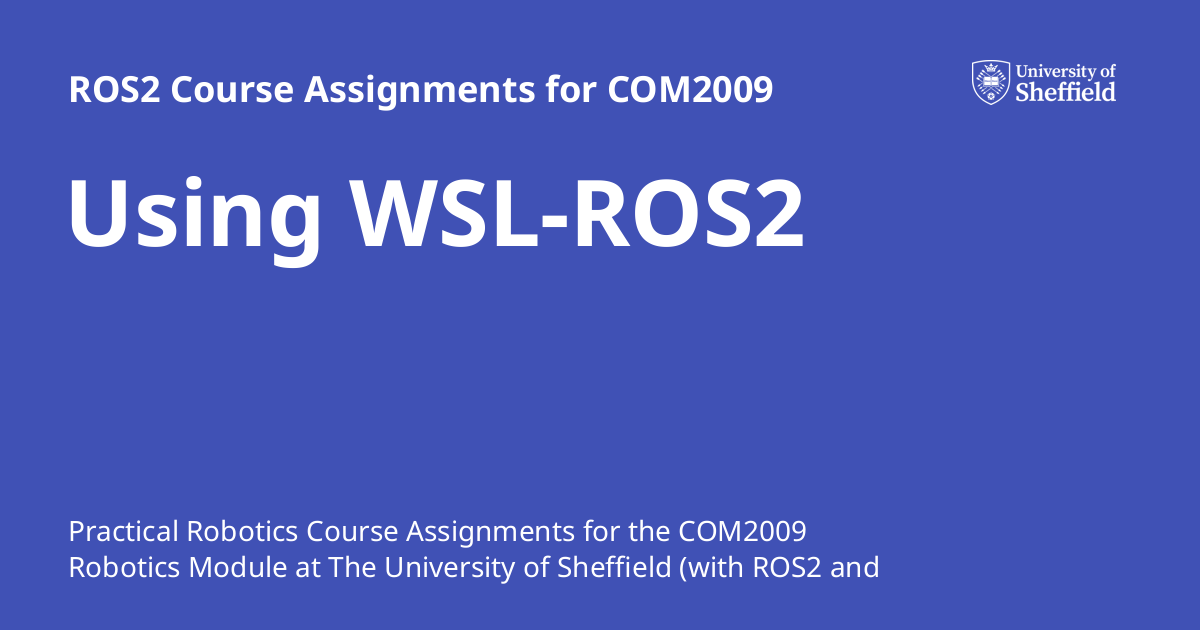 ROS2 Course Assignments for COM2009
University of
Sheffield
Using WSL-ROS2
Practical Robotics Course Assignments for the COM2009
Robotics Module at The University of Sheffield (with ROS2 and